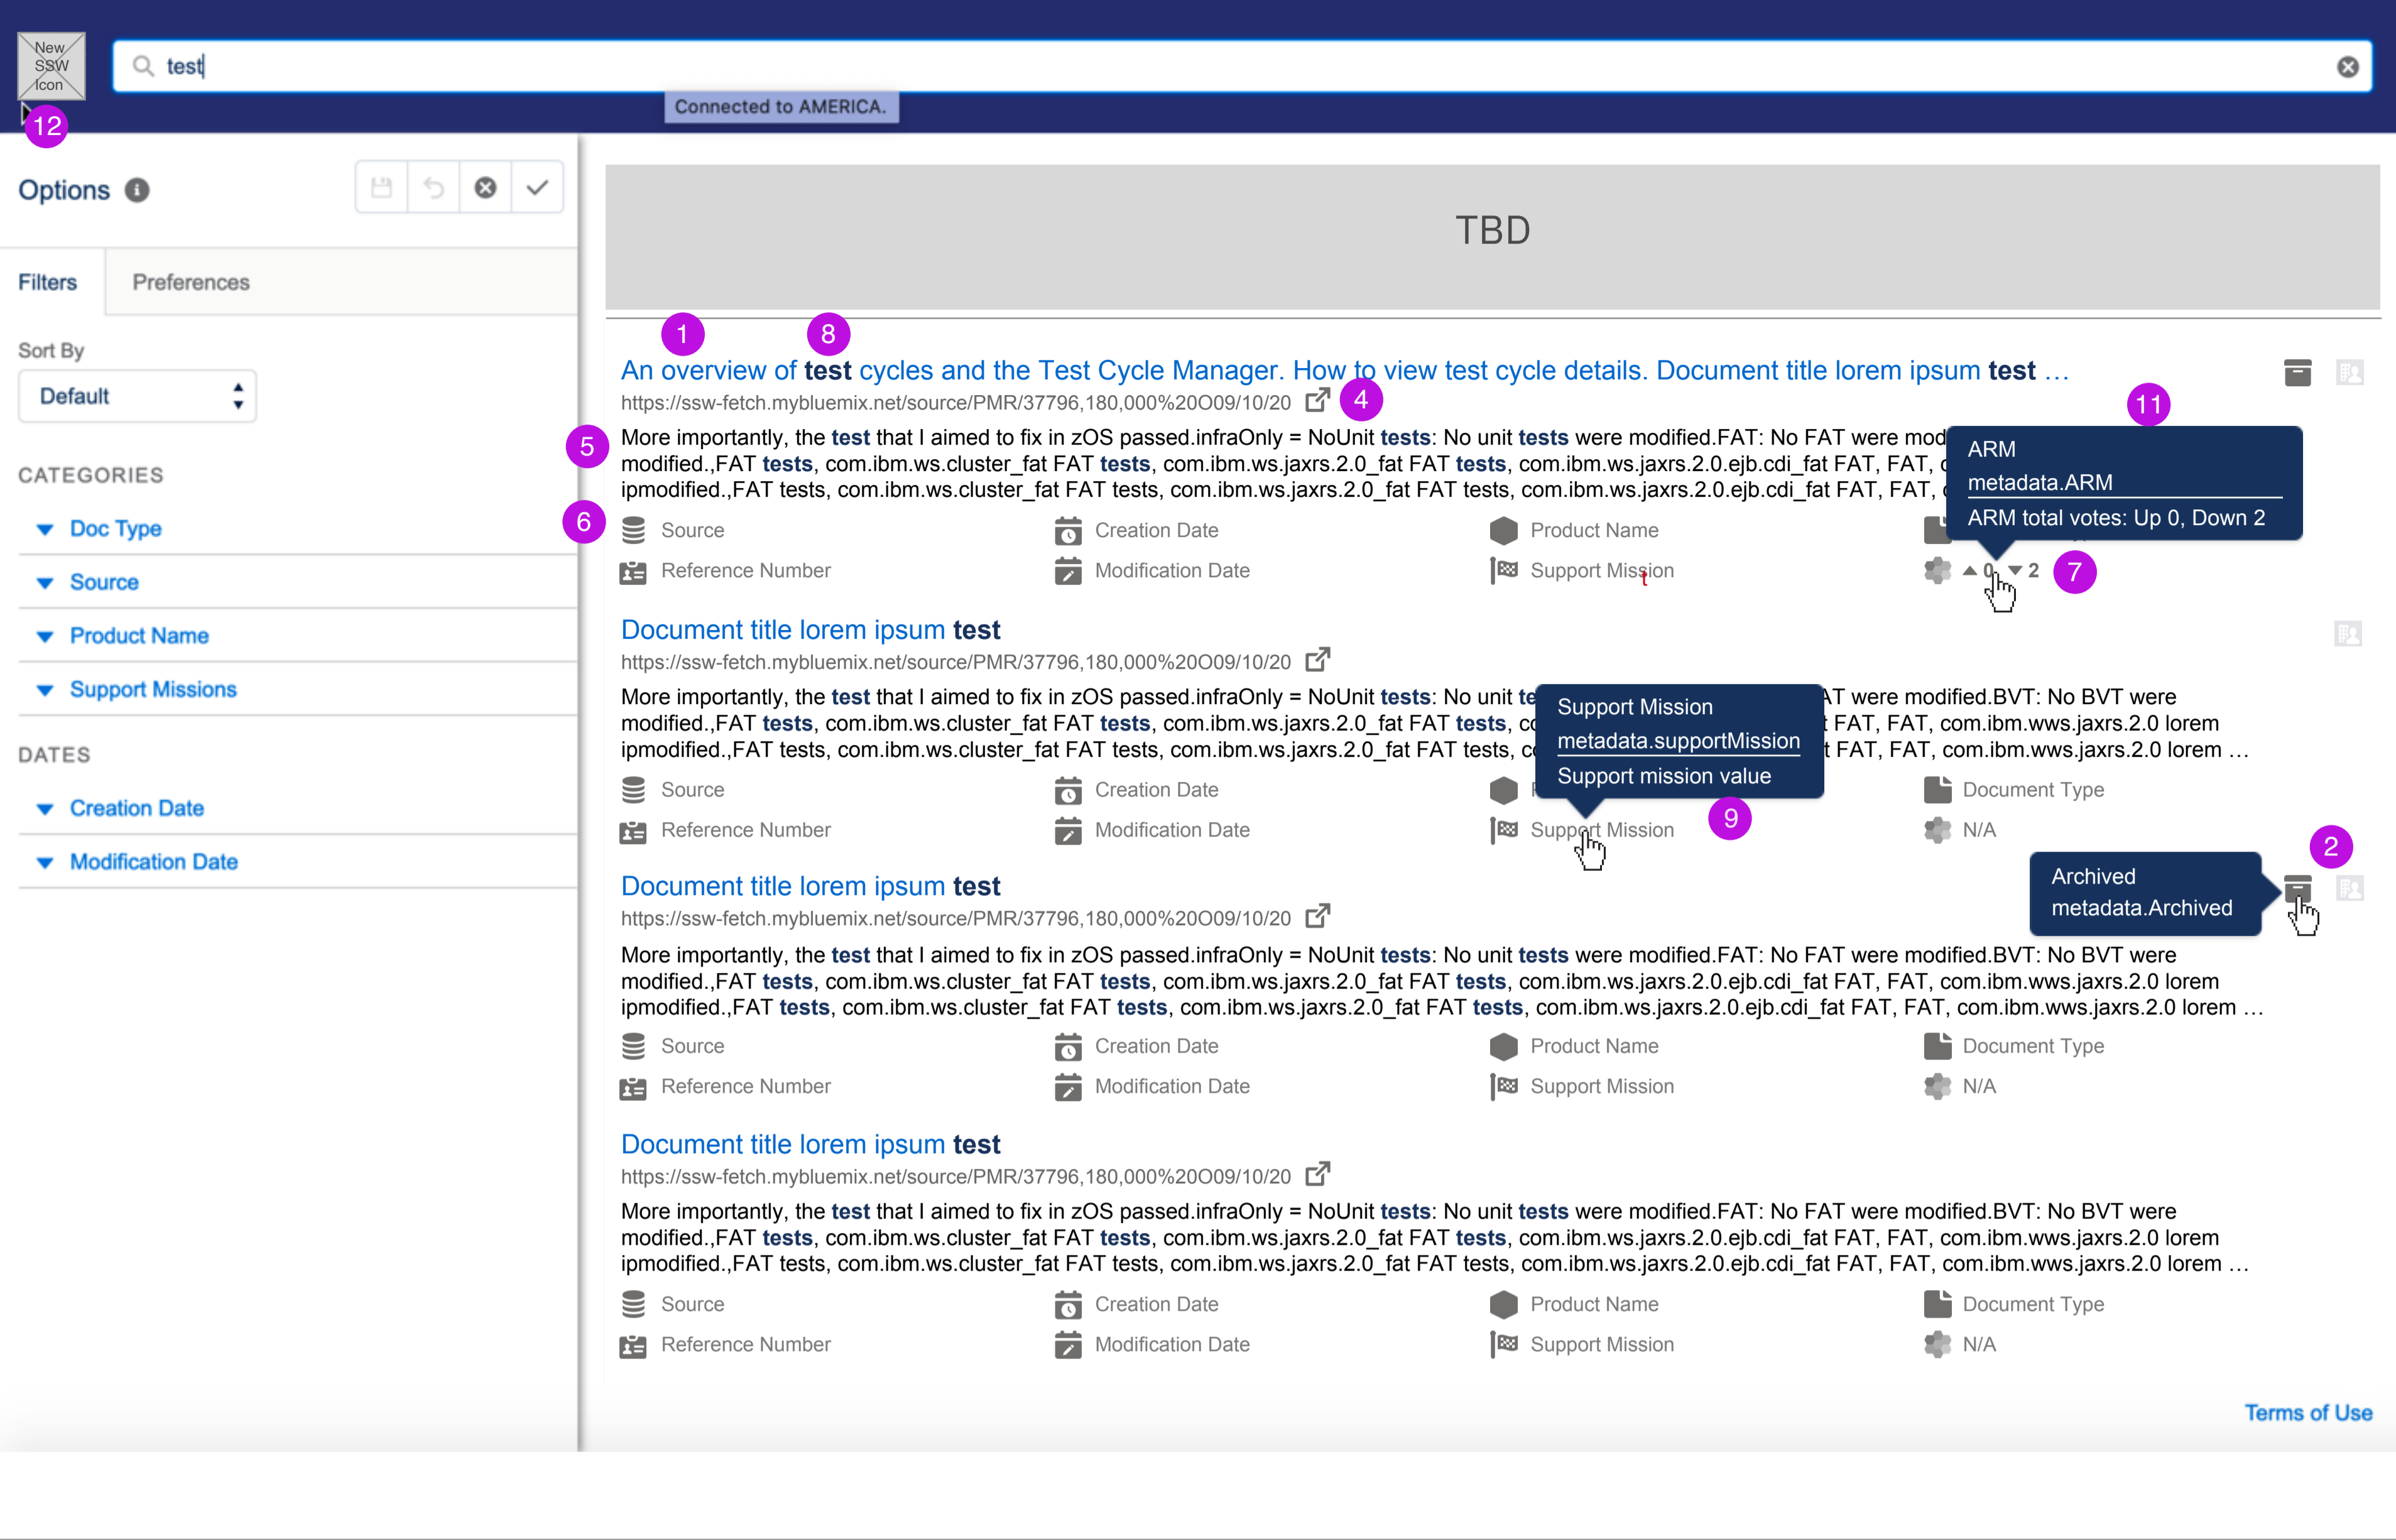 New
SSW
Icon
test
Connected to AMERICA.
12
Options
Filters
Preferences
Sort By
Default
CATEGORIES
Doc Type
Source
Product Name
Support Missions
DATES
Creation Date
Modification Date
TBD
1
8
An overview of test cycles and the Test Cycle Manager. How to view test cycle details. Document title lorem ipsum test …
https://ssw-fetch.mybluemix.net/source/PMR/37796,180,000%20O09/10/20
4
11
5
More importantly, the test that I aimed to fix in zOS passed.infraOnly = NoUnit tests: No unit tests were modified.FAT: No FAT were mod
modified.,FAT tests, com.ibm.ws.cluster_fat FAT tests, com.ibm.ws.jaxrs.2.0_fat FAT tests, com.ibm.ws.jaxrs.2.0.ejb.cdi_fat FAT, FAT,
ipmodified.,FAT tests, com.ibm.ws.cluster_fat FAT tests, com.ibm.ws.jaxrs.2.0_fat FAT tests, com.ibm.ws.jaxrs.2.0.ejb.cdi_fat FAT, FAT,
ARM
metadata.ARM
ARM total votes: Up 0, Down 2
6
Source
Creation Date
Product Name
Reference Number
Modification Date
Support Mission
t
0
2
7
Document title lorem ipsum test
https://ssw-fetch.mybluemix.net/source/PMR/37796,180,000%20O09/10/20
More importantly, the test that I aimed to fix in zOS passed.infraOnly = NoUnit tests: No unit te AT were modified.BVT: No BVT were
modified.,FAT tests, com.ibm.ws.cluster_fat FAT tests, com.ibm.ws.jaxrs.2.0_fat FAT tests, co t FAT, FAT, com.ibm.wws.jaxrs.2.0 lorem
ipmodified.,FAT tests, com.ibm.ws.cluster_fat FAT tests, com.ibm.ws.jaxrs.2.0_fat FAT tests, co t FAT, FAT, com.ibm.wws.jaxrs.2.0 lorem …
Support Mission
metadata.supportMission
Support mission value
Source
Creation Date
Document Type
Reference Number
Modification Date
Support Mission
9
N/A
2
Document title lorem ipsum test
Archived
metadata.Archived
https://ssw-fetch.mybluemix.net/source/PMR/37796,180,000%20O09/10/20
More importantly, the test that I aimed to fix in zOS passed.infraOnly = NoUnit tests: No unit tests were modified.FAT: No FAT were modified.BVT: No BVT were
modified.,FAT tests, com.ibm.ws.cluster_fat FAT tests, com.ibm.ws.jaxrs.2.0_fat FAT tests, com.ibm.ws.jaxrs.2.0.ejb.cdi_fat FAT, FAT, com.ibm.wws.jaxrs.2.0 lorem
ipmodified.,FAT tests, com.ibm.ws.cluster_fat FAT tests, com.ibm.ws.jaxrs.2.0_fat FAT tests, com.ibm.ws.jaxrs.2.0.ejb.cdi_fat FAT, FAT, com.ibm.wws.jaxrs.2.0 lorem …
Source
Creation Date
Product Name
Document Type
Reference Number
Modification Date
Support Mission
N/A
Document title lorem ipsum test
https://ssw-fetch.mybluemix.net/source/PMR/37796,180,000%20O09/10/20
More importantly, the test that I aimed to fix in zOS passed.infraOnly = NoUnit tests: No unit tests were modified.FAT: No FAT were modified.BVT: No BVT were
modified.,FAT tests, com.ibm.ws.cluster_fat FAT tests, com.ibm.ws.jaxrs.2.0_fat FAT tests, com.ibm.ws.jaxrs.2.0.ejb.cdi_fat FAT, FAT, com.ibm.wws.jaxrs.2.0 lorem
ipmodified.,FAT tests, com.ibm.ws.cluster_fat FAT tests, com.ibm.ws.jaxrs.2.0_fat FAT tests, com.ibm.ws.jaxrs.2.0.ejb.cdi_fat FAT, FAT, com.ibm.wws.jaxrs.2.0 lorem …
Source
Creation Date
Product Name
Document Type
Reference Number
Modification Date
Support Mission
N/A
Terms of Use